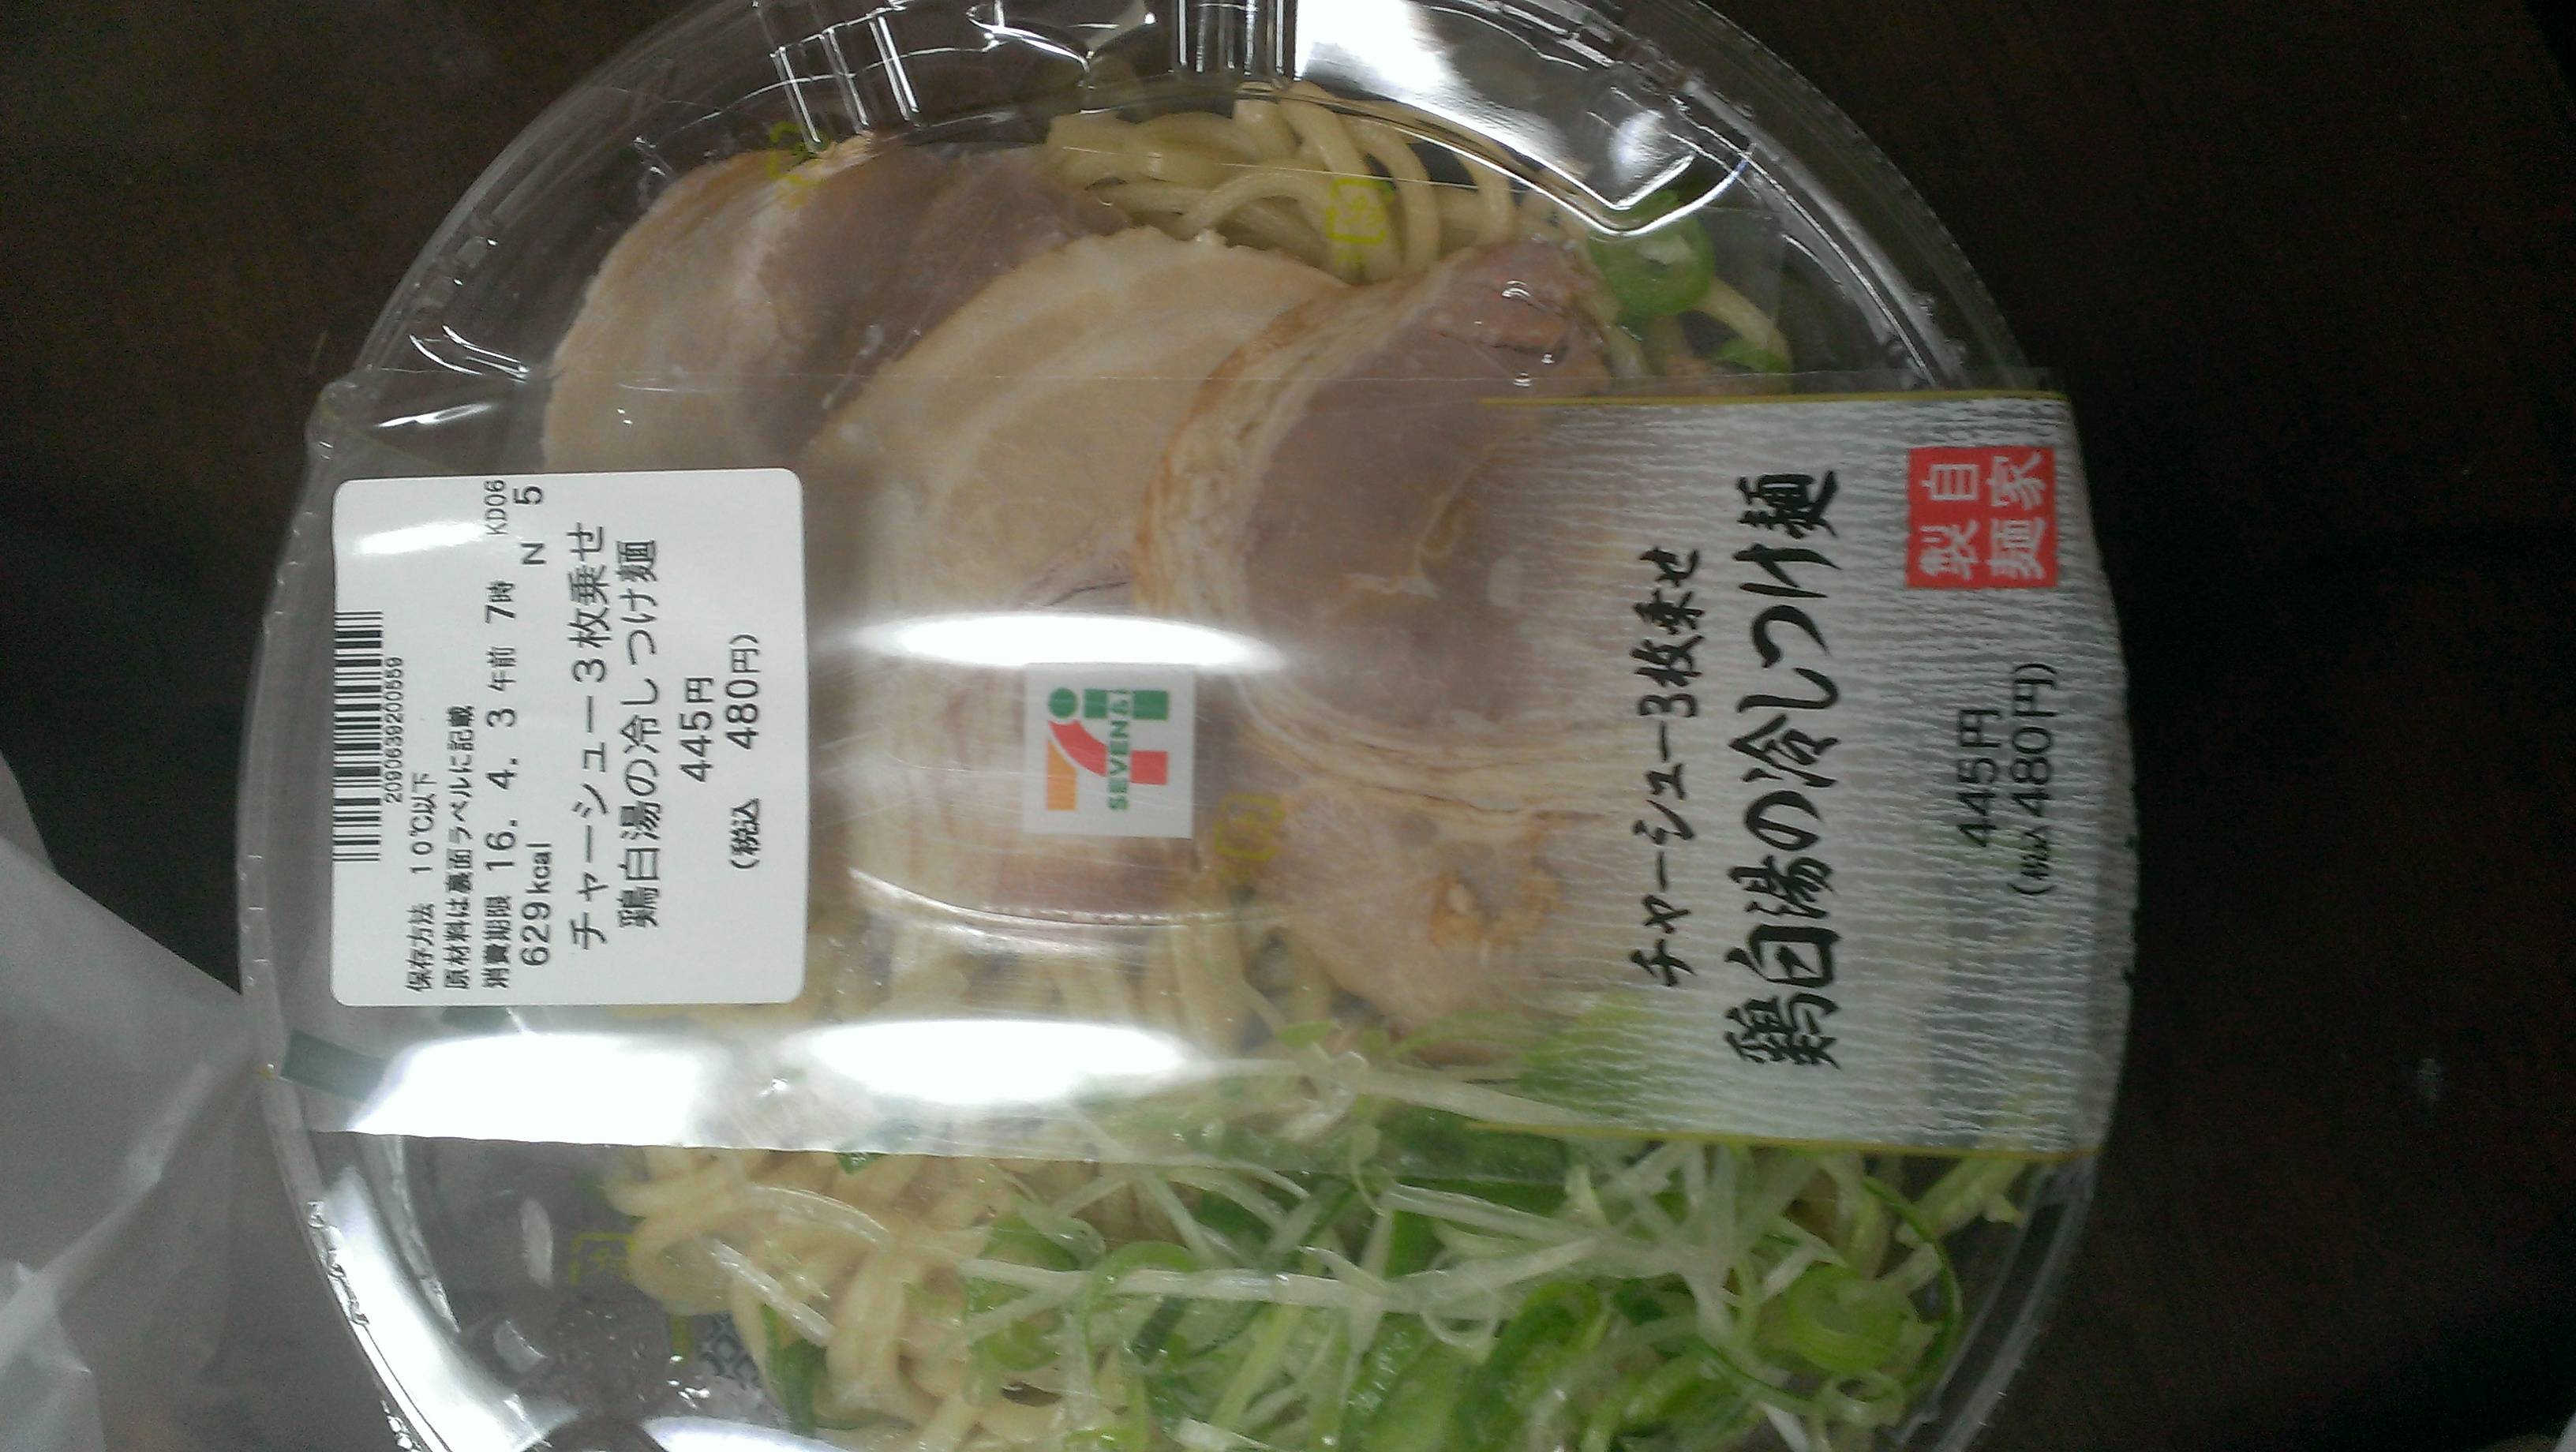 2090639205​59
保存方法 10℃以下
原材料は裏面ラベルに記載
消費期限 16. 4. 3 午前 7時 KD06
629kcal N 5
チャーシュー3枚乗せ
鶏白湯の冷しつけ麺
445円
(税込 480円)
SEVEN&i
チャーシュー3枚乗せ
鶏白湯の冷しつけ麺
自家
製麺
445円
(税込480円)